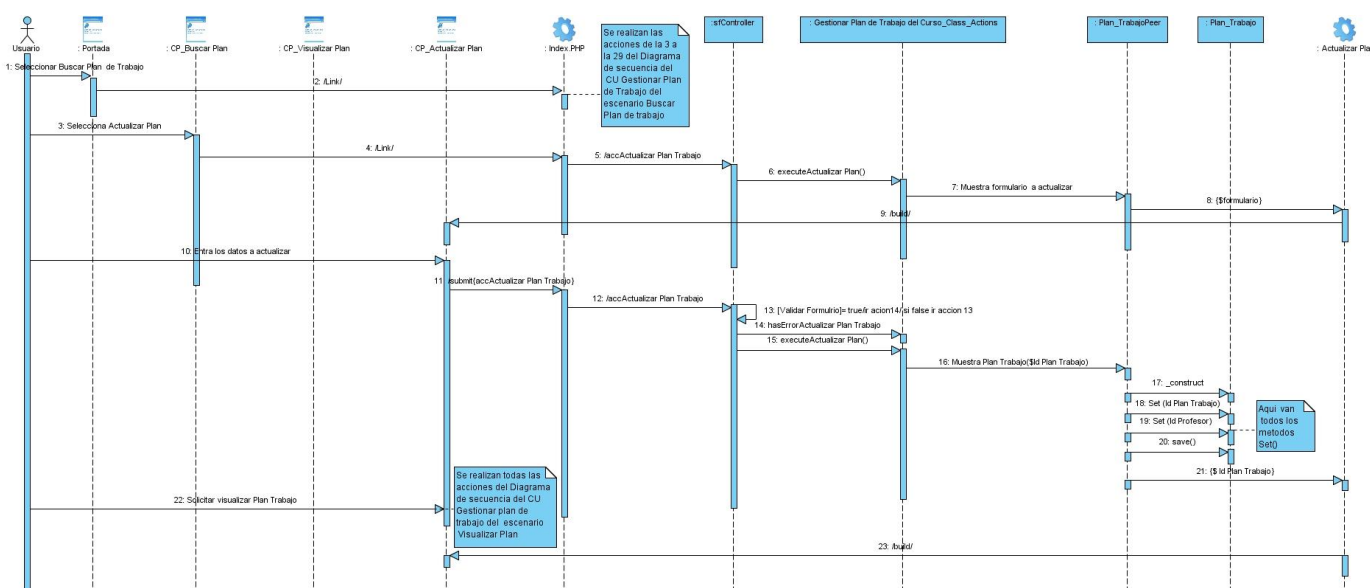 Usuario
: Portada
: CP_Buscar Plan
: CP_Visualizar Plan
: CP_Actualizar Plan
: Index.PHP
: sfController
: Gestionar Plan de Trabajo del Curso_Class_Actions
: Plan_TrabajoPeer
: Plan_Trabajo
: Actualizar Pla
Se realizan las
acciones de la 3 a
la 29 del Diagrama
de secuencia del
CU Gestionar Plan
de Trabajo del
escenario Buscar
Plan de trabajo
1: Seleccionar Buscar Plan de Trabajo
2: /Link/
3: Selecciona Actualizar Plan
4: /Link/
5: /accActualizar Plan Trabajo
6: executeActualizar Plan()
7: Muestra formulario a actualizar
8: {$formulario}
9: /build/
10: Entra los datos a actualizar
11: /submit{accActualizar Plan Trabajo}
12: /accActualizar Plan Trabajo
13: [Validar Formulrio]= true/ir acion14/,si false ir accion 13
14: hasErrorActualizar Plan Trabajo
15: executeActualizar Plan()
16: Muestra Plan Trabajo($Id Plan Trabajo)
17: _construct
18: Set (Id Plan Trabajo)
19: Set (Id Profesor)
20: save()
Aqui van
todos los
metodos
Set()
21: {$ Id Plan Trabajo}
22: Solicitar visualizar Plan Trabajo
Se realizan todas las
acciones del Diagrama
de secuencia del CU
Gestionar plan de
trabajo del escenario
Visualizar Plan
23: /build/